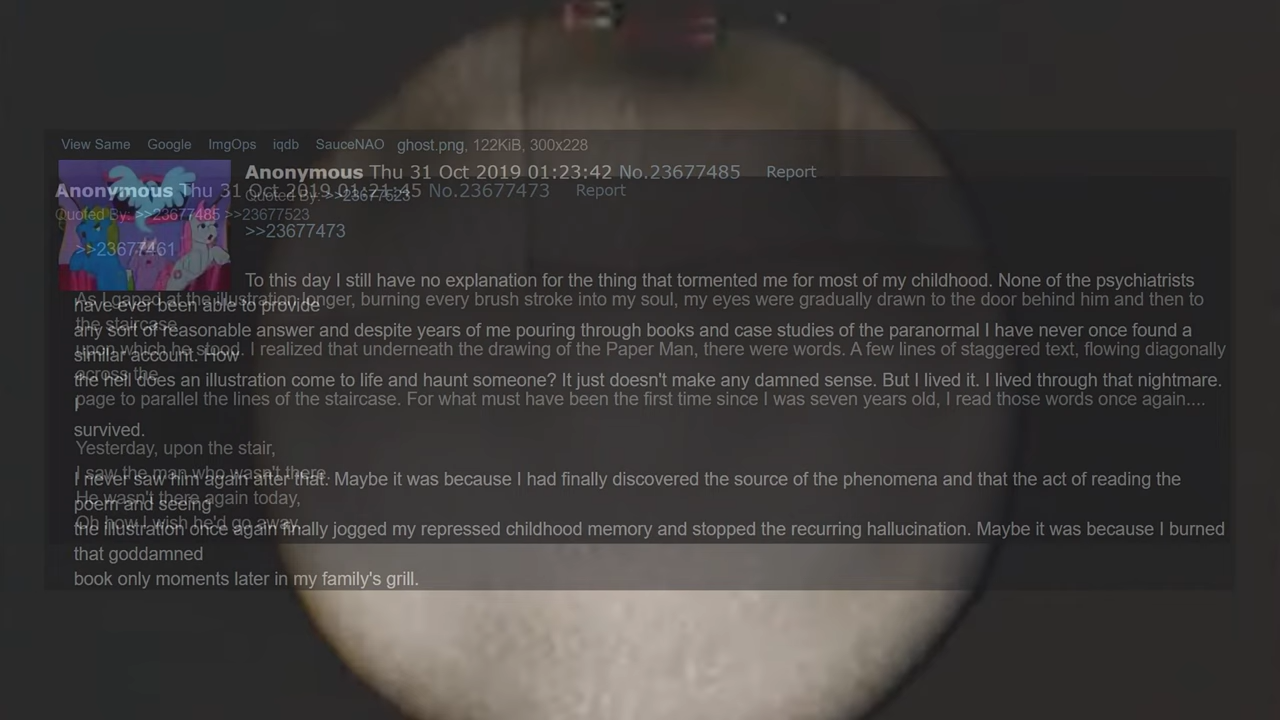 View Same Google ImgOps iqdb SauceNAO ghost.png, 122KiB, 300x228
Anonymous Thu 31 Oct 2019 01:23:42 No.23677485 Report
Quoted By: >>23677523
>>23677473
To this day I still have no explanation for the thing that tormented me for most of my childhood. None of the psychiatrists
have ever been able to provide
any sort of reasonable answer and despite years of me pouring through books and case studies of the paranormal I have never once found a
similar account. How
the hell does an illustration come to life and haunt someone? It just doesn't make any damned sense. But I lived it. I lived through that nightmare.
I
survived.
I never saw him again after that. Maybe it was because I had finally discovered the source of the phenomena and that the act of reading the
poem and seeing
the illustration once again finally jogged my repressed childhood memory and stopped the recurring hallucination. Maybe it was because I burned
that goddamned
book only moments later in my family's grill.
Anonymous Thu 31 Oct 2019 01:21:45 No.23677473 Report
Quoted By: >>23677485 >>23677523
>>23677461
As I gazed at the illustration longer, burning every brush stroke into my soul, my eyes were gradually drawn to the door behind him and then to
the staircase
upon which he stood. I realized that underneath the drawing of the Paper Man, there were words. A few lines of staggered text, flowing diagonally
across the
page to parallel the lines of the staircase. For what must have been the first time since I was seven years old, I read those words once again....
Yesterday, upon the stair,
I saw the man who wasn't there.
He wasn't there again today,
Oh how I wish he'd go away.